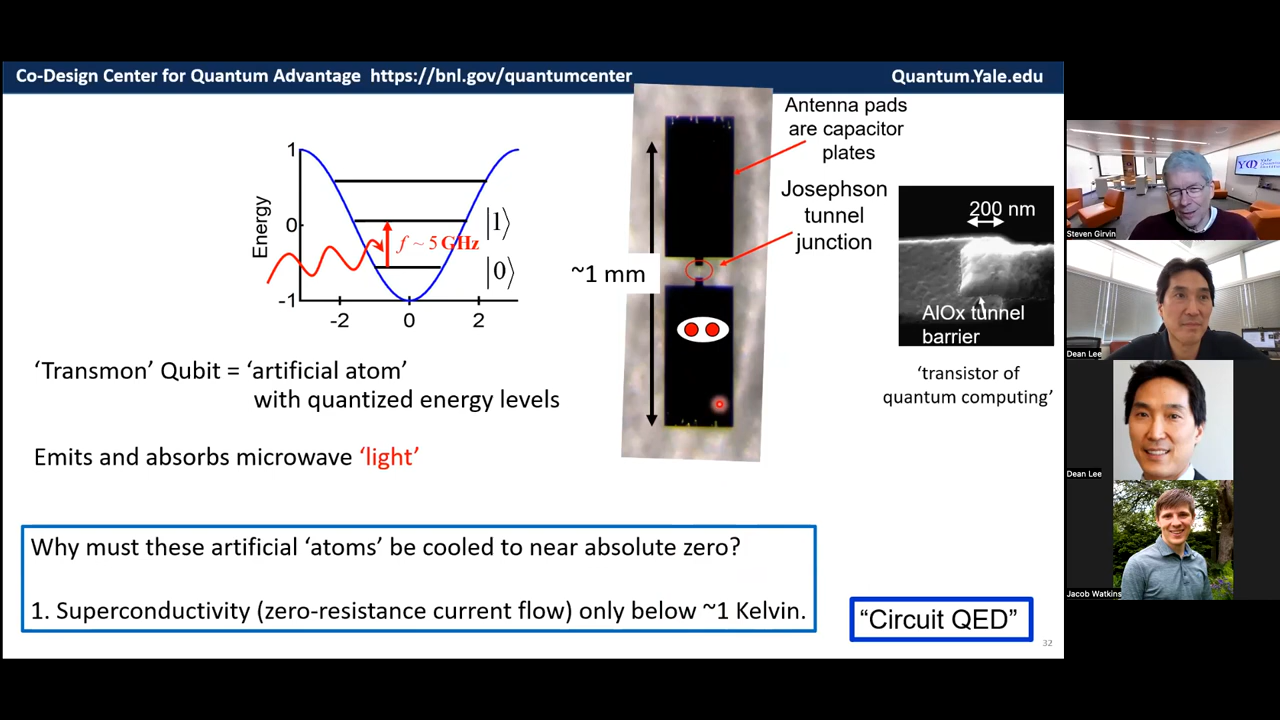 Co-Design Center for Quantum Advantage https://bnl.gov/quantumcenter
Quantum.Yale.edu
Energy
1
0
-1
-2
0
2
f ~ 5 GHz
|1⟩
|0⟩
~1 mm
Antenna pads
are capacitor
plates
Josephson
tunnel
junction
200 nm
AlOx tunnel
barrier
‘transistor of
quantum computing’
‘Transmon’ Qubit = ‘artificial atom’
with quantized energy levels
Emits and absorbs microwave ‘light’
Why must these artificial ‘atoms’ be cooled to near absolute zero?
1. Superconductivity (zero-resistance current flow) only below ~1 Kelvin.
“Circuit QED”
32
Steven Girvin
Dean Lee
Dean Lee
Jacob Watkins